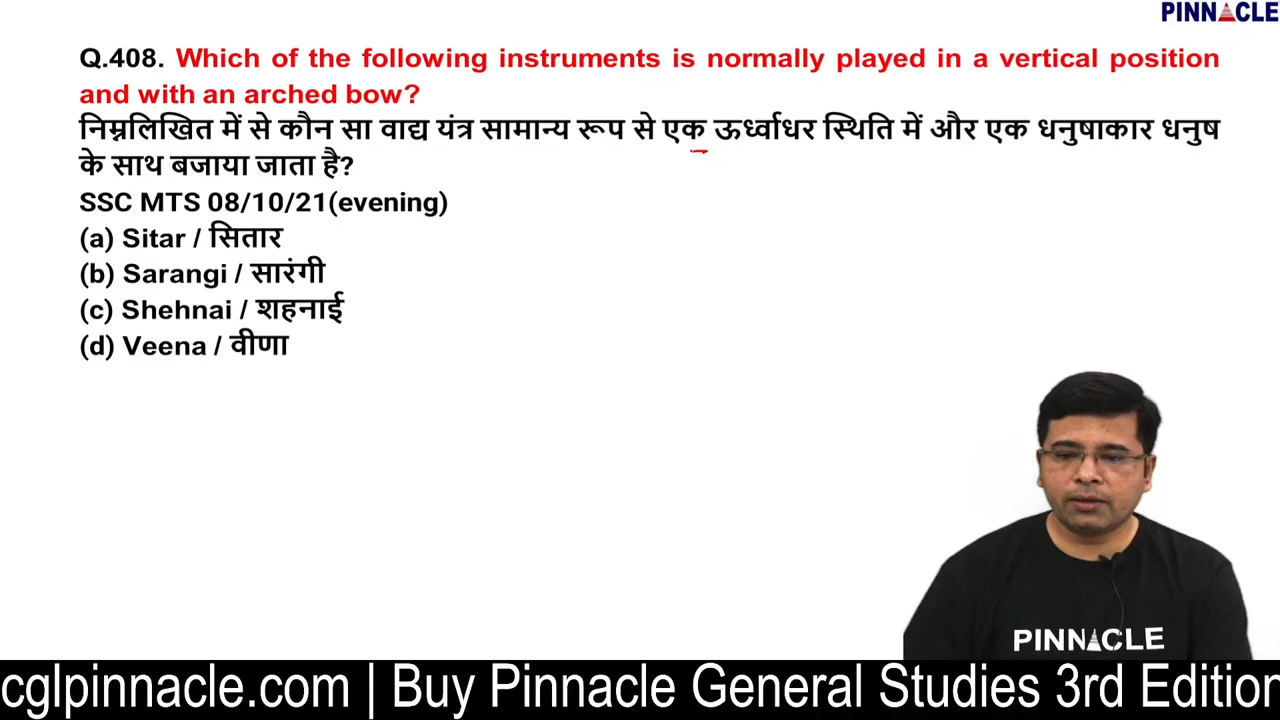 PINNACLE
Q.408. Which of the following instruments is normally played in a vertical position
and with an arched bow?
निम्नलिखित में से कौन सा वाद्य यंत्र सामान्य रूप से एक ऊर्ध्वाधर स्थिति में और एक धनुषाकार धनुष
के साथ बजाया जाता है?
SSC MTS 08/10/21(evening)
(a) Sitar / सितार
(b) Sarangi / सारंगी
(c) Shehnai / शहनाई
(d) Veena / वीणा
PINNACLE
cglpinnacle.com | Buy Pinnacle General Studies 3rd Edition